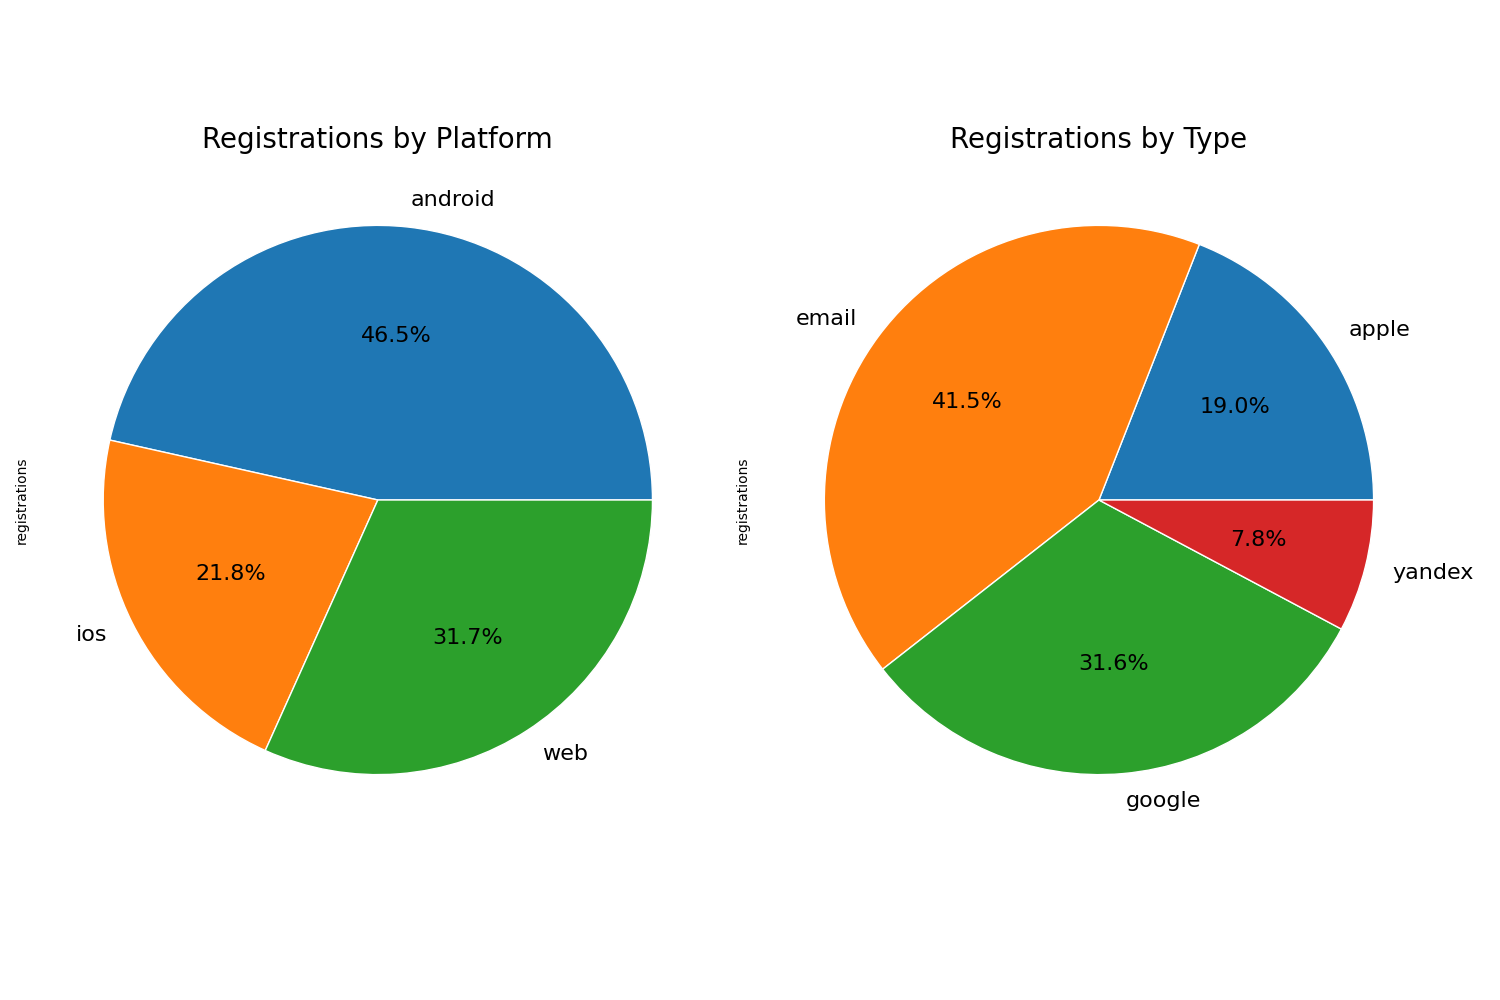 Registrations by Platform
android
46.5%
registrations
21.8%
ios
31.7%
web
Registrations by Type
email
apple
41.5%
19.0%
registrations
7.8%
yandex
31.6%
google